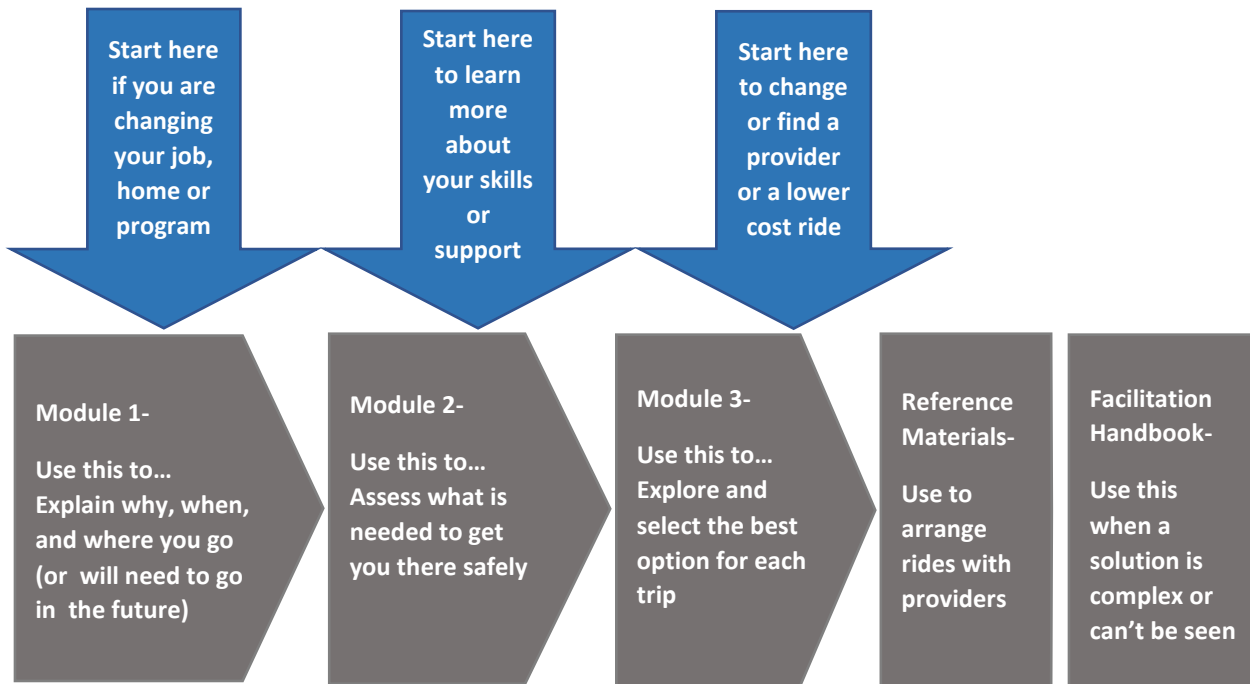 Start here
if you are
changing
your job,
home or
program
Start here
to learn
more
about
your skills
or
support
Start here
to change
or find a
provider
or a lower
cost ride
Module 1-
Use this to…
Explain why, when,
and where you go
(or will need to go
in the future)
Module 2-
Use this to…
Assess what is
needed to get
you there safely
Module 3-
Use this to…
Explore and
select the best
option for each
trip
Reference
Materials-
Use to
arrange
rides with
providers
Facilitation
Handbook-
Use this
when a
solution is
complex or
can’t be seen